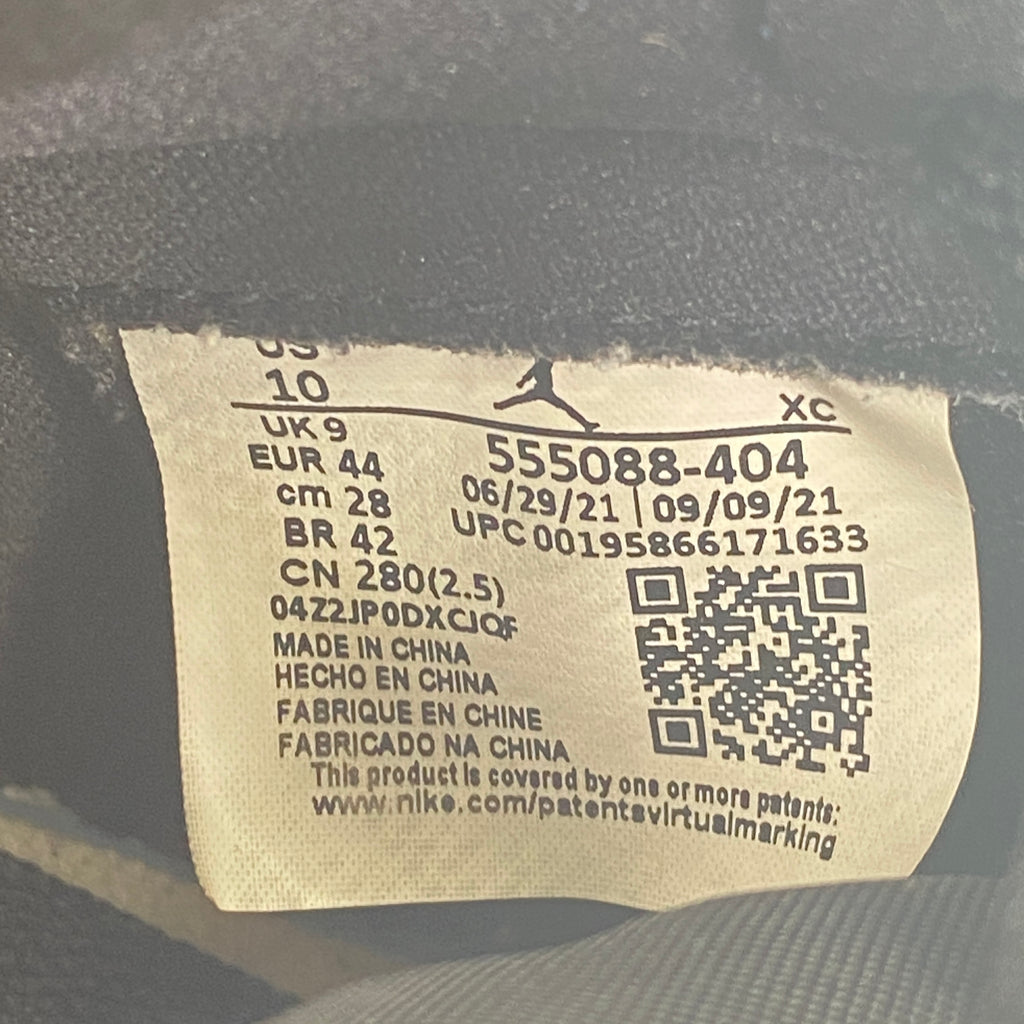 US
10
XC
UK 9
EUR 44
cm 28
BR 42
CN 280(2.5)
555088-404
06/29/21 | 09/09/21
UPC 00195866171633
04Z2JP0DXCJQF
MADE IN CHINA
HECHO EN CHINA
FABRIQUE EN CHINE
FABRICADO NA CHINA
This product is covered by one or more patents:
www.nike.com/patentsvirtualmarking